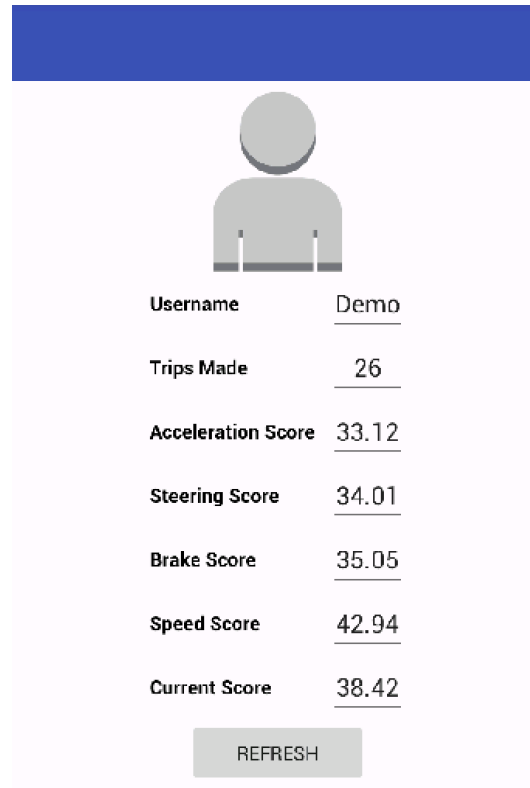 Username Demo
Trips Made 26
Acceleration Score 33.12
Steering Score 34.01
Brake Score 35.05
Speed Score 42.94
Current Score 38.42
REFRESH